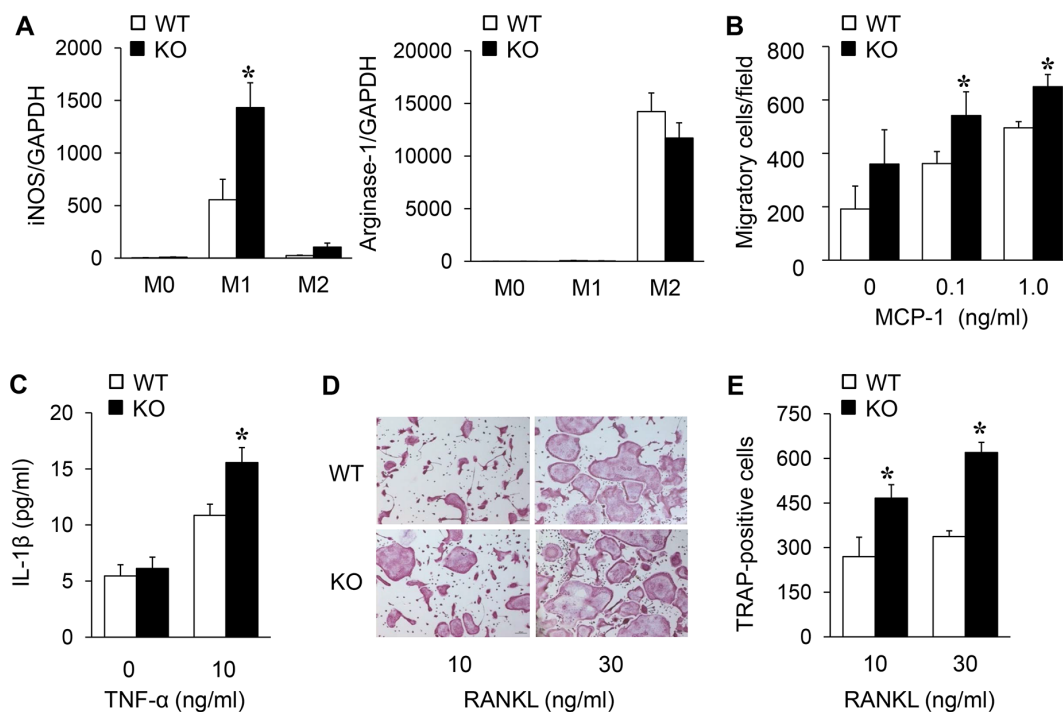 A
WT
KO
iNOS/GAPDH
2000
1500
1000
500
0
*
M0
M1
M2
Arginase-1/GAPDH
20000
15000
10000
5000
0
M0
M1
M2
B
WT
KO
Migratory cells/field
800
600
400
200
0
*
*
0
0.1
1.0
MCP-1 (ng/ml)
C
WT
KO
IL-1β (pg/ml)
20
15
10
5
0
*
0
10
TNF-α (ng/ml)
D
WT
KO
10
30
RANKL (ng/ml)
E
WT
KO
TRAP-positive cells
750
600
450
300
150
0
*
*
10
30
RANKL (ng/ml)